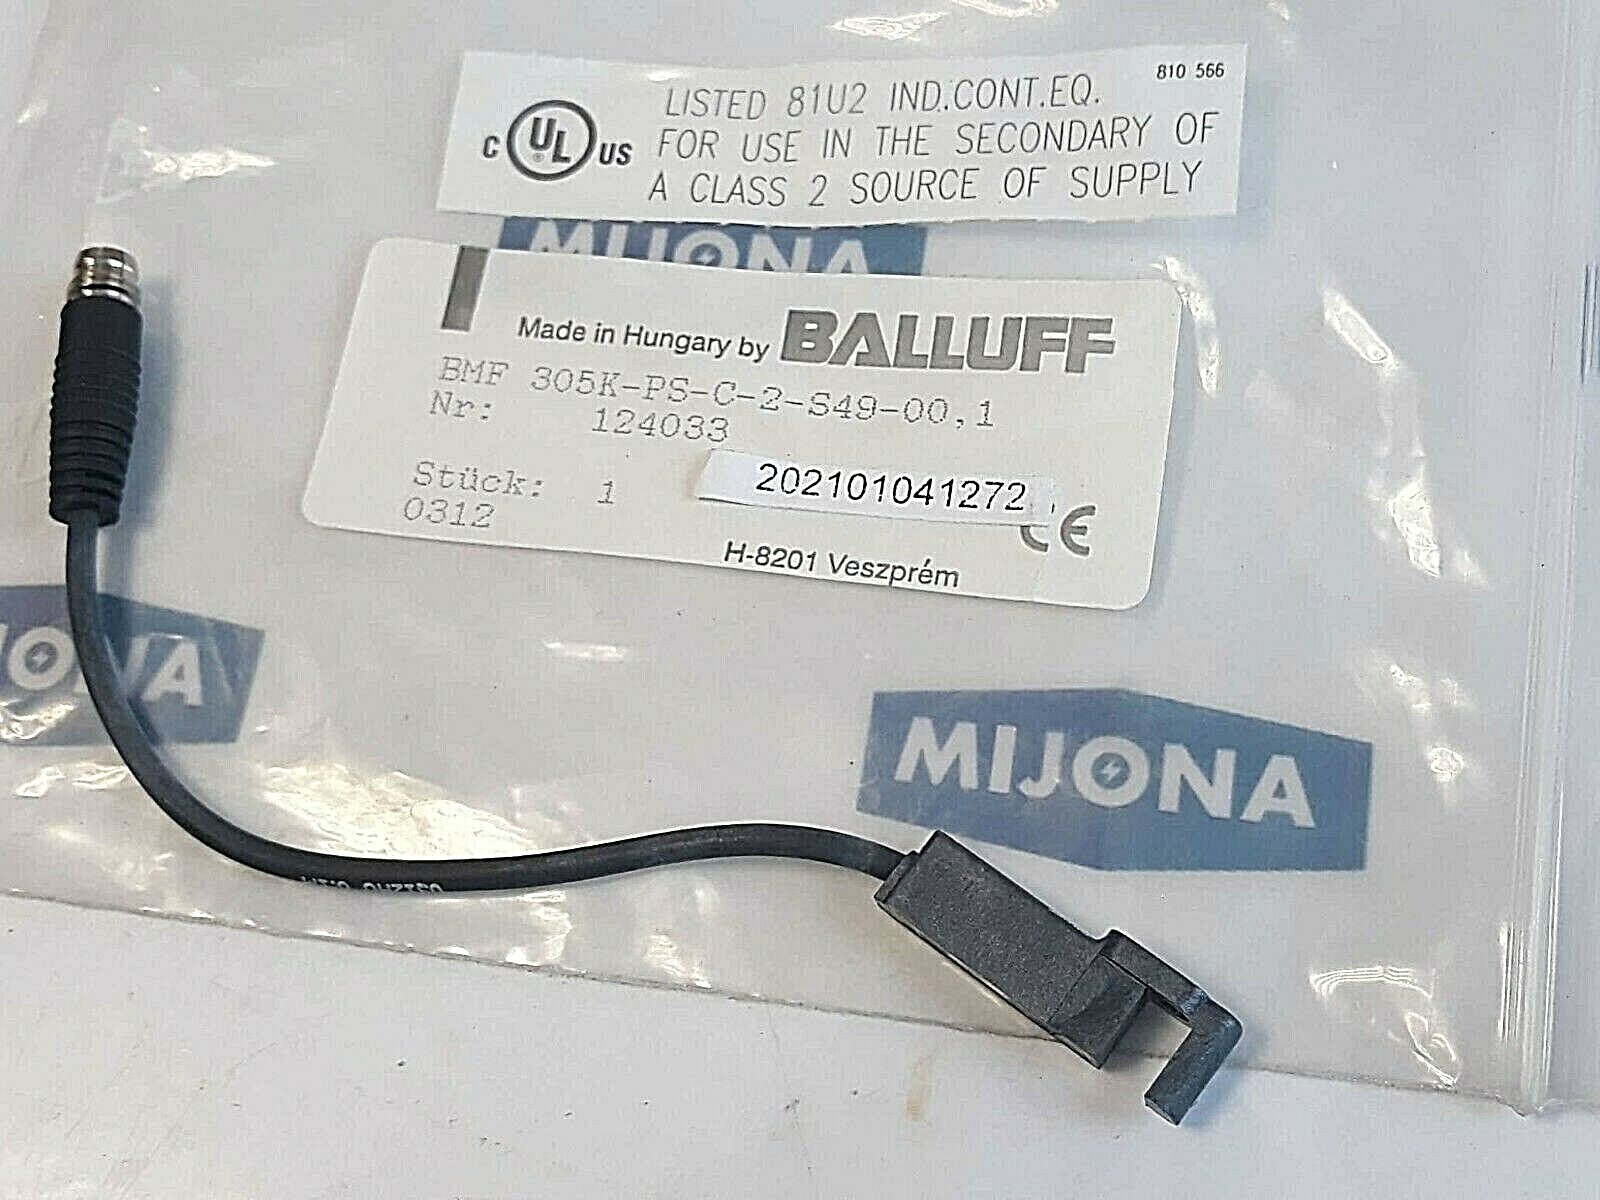 810 566
LISTED 81U2 IND.CONT.EQ.
C UL ® US FOR USE IN THE SECONDARY OF
A CLASS 2 SOURCE OF SUPPLY
MIJONA
Made in Hungary by BALLUFF
BMF 305K-PS-C-2-S49-00,1
Nr: 124033
Stück: 1 202101041272
0312 CE
H-8201 Veszprém
ONA
MIJONA